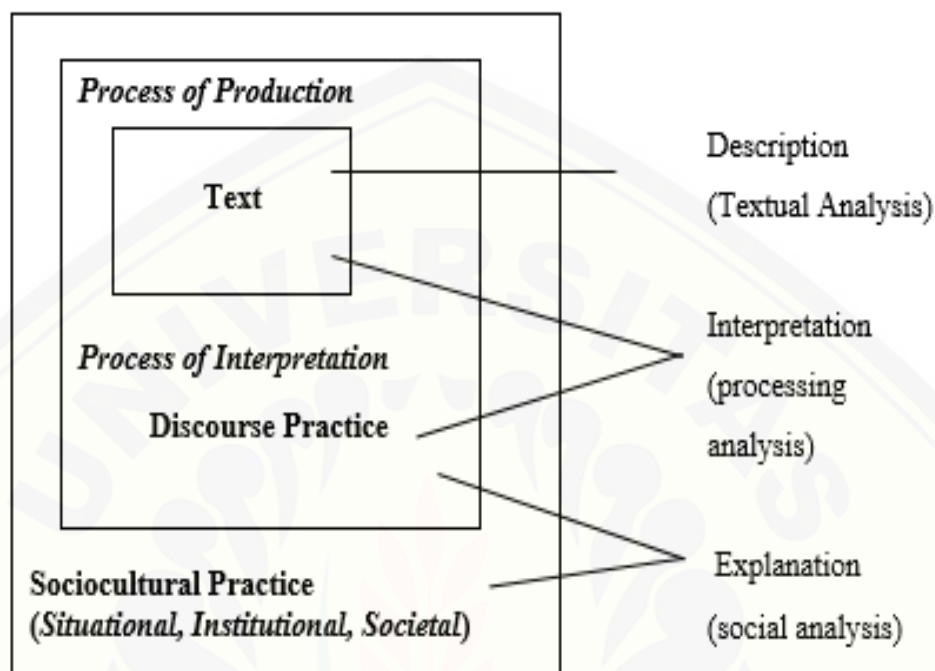 Process of Production
Text
Process of Interpretation
Discourse Practice
Sociocultural Practice
(Situational, Institutional, Societal)
Description
(Textual Analysis)
Interpretation
(processing
analysis)
Explanation
(social analysis)
UNIVERSITAS